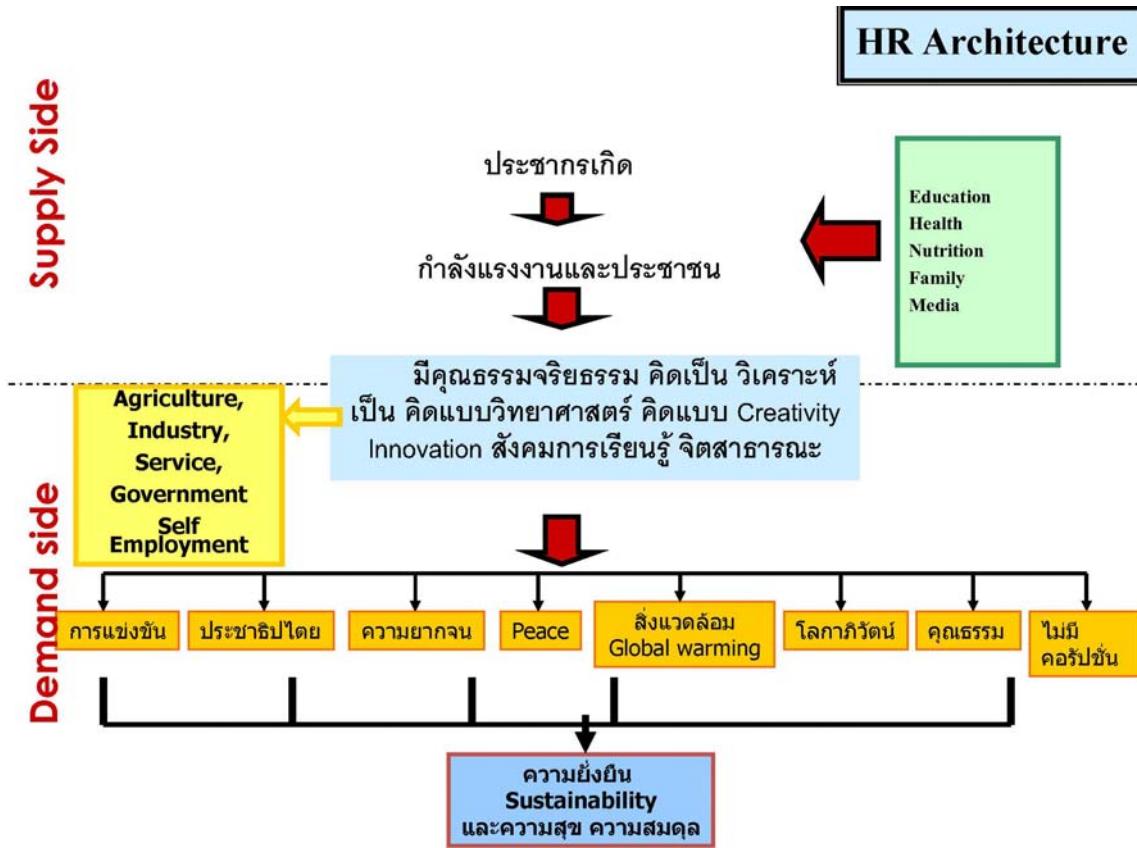 HR Architecture
Supply Side
ประชากรเกิด
กำลังแรงงานและประชาชน
Education
Health
Nutrition
Family
Media
มีคุณธรรมจริยธรรม คิดเป็น วิเคราะห์
เป็น คิดแบบวิทยาศาสตร์ คิดแบบ Creativity
Innovation สังคมการเรียนรู้ จิตสาธารณะ
Agriculture,
Industry,
Service,
Government
Self
Employment
Demand side
การแข่งขัน
ประชาธิปไตย
ความยากจน
Peace
สิ่งแวดล้อม
Global warming
โลกาภิวัตน์
คุณธรรม
ไม่มี
คอรัปชั่น
ความยั่งยืน
Sustainability
และความสุข ความสมดุล